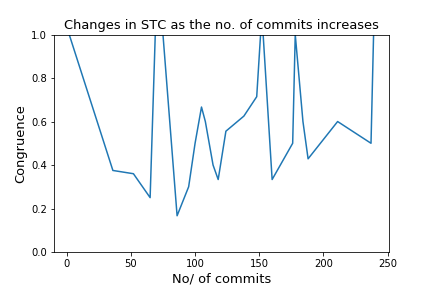 Changes in STC as the no. of commits increases
1.0
0.8
0.6
0.4
0.2
0.0
Congruence
0 50 100 150 200 250
No/ of commits